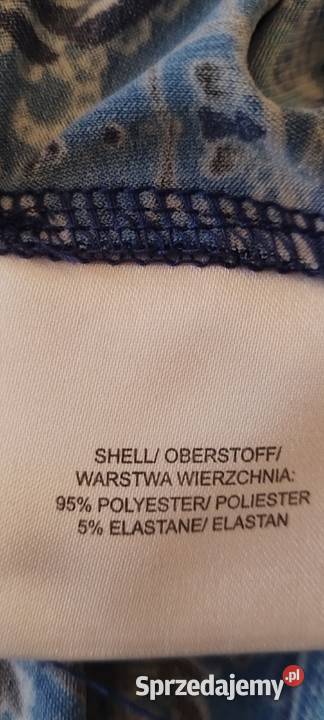 SHELL/ OBERSTOFF/
WARSTWA WIERZCHNIA:
95% POLYESTER/ POLIESTER
5% ELASTANE/ ELASTAN
Sprzedajemy.pl